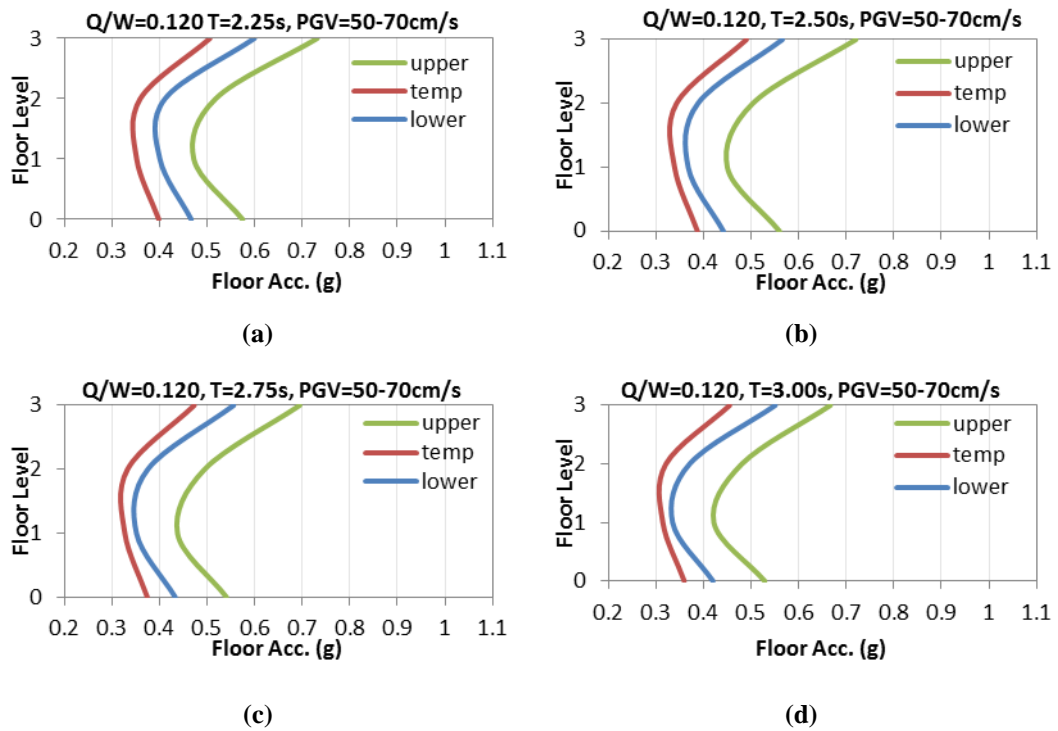 Q/W=0.120 T=2.25s, PGV=50-70cm/s
3
2
1
0
Floor Level
upper
temp
lower
0.2 0.3 0.4 0.5 0.6 0.7 0.8 0.9 1 1.1
Floor Acc. (g)
(a)
Q/W=0.120, T=2.50s, PGV=50-70cm/s
3
2
1
0
Floor Level
upper
temp
lower
0.2 0.3 0.4 0.5 0.6 0.7 0.8 0.9 1 1.1
Floor Acc. (g)
(b)
Q/W=0.120, T=2.75s, PGV=50-70cm/s
3
2
1
0
Floor Level
upper
temp
lower
0.2 0.3 0.4 0.5 0.6 0.7 0.8 0.9 1 1.1
Floor Acc. (g)
(c)
Q/W=0.120, T=3.00s, PGV=50-70cm/s
3
2
1
0
Floor Level
upper
temp
lower
0.2 0.3 0.4 0.5 0.6 0.7 0.8 0.9 1 1.1
Floor Acc. (g)
(d)